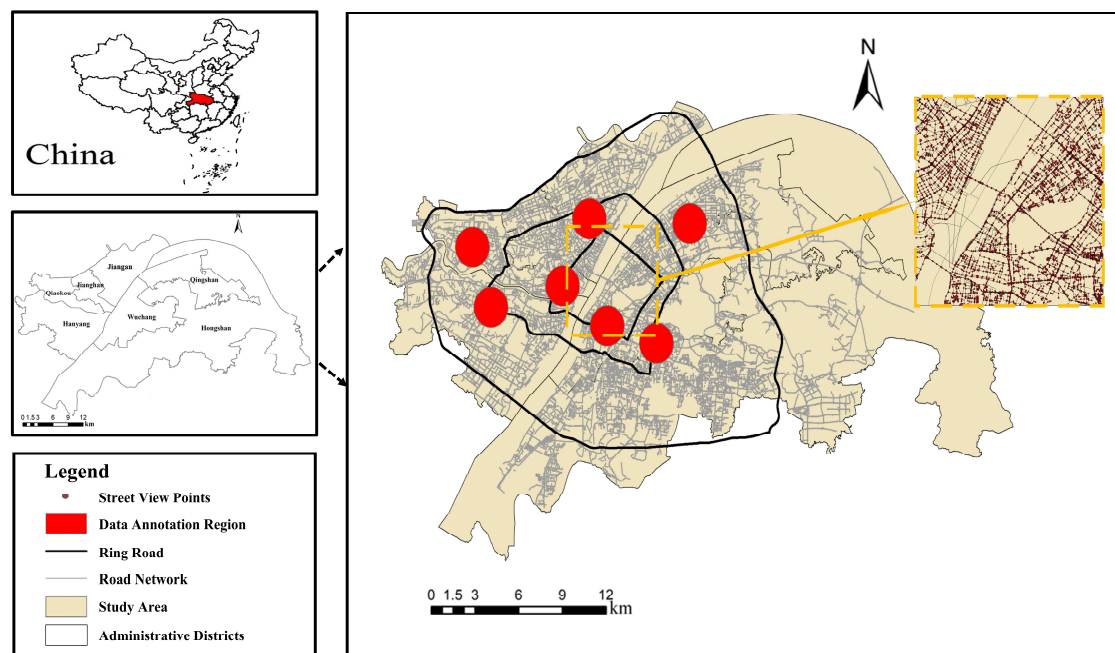 China
N
Jiangan
Jianghan
Qiaokou
Qingshan
Hanyang
Wuchang
Hongshan
0 1.5 3 6 9 12
km
Legend
Street View Points
Data Annotation Region
Ring Road
Road Network
Study Area
Administrative Districts
N
0 1.5 3 6 9 12
km